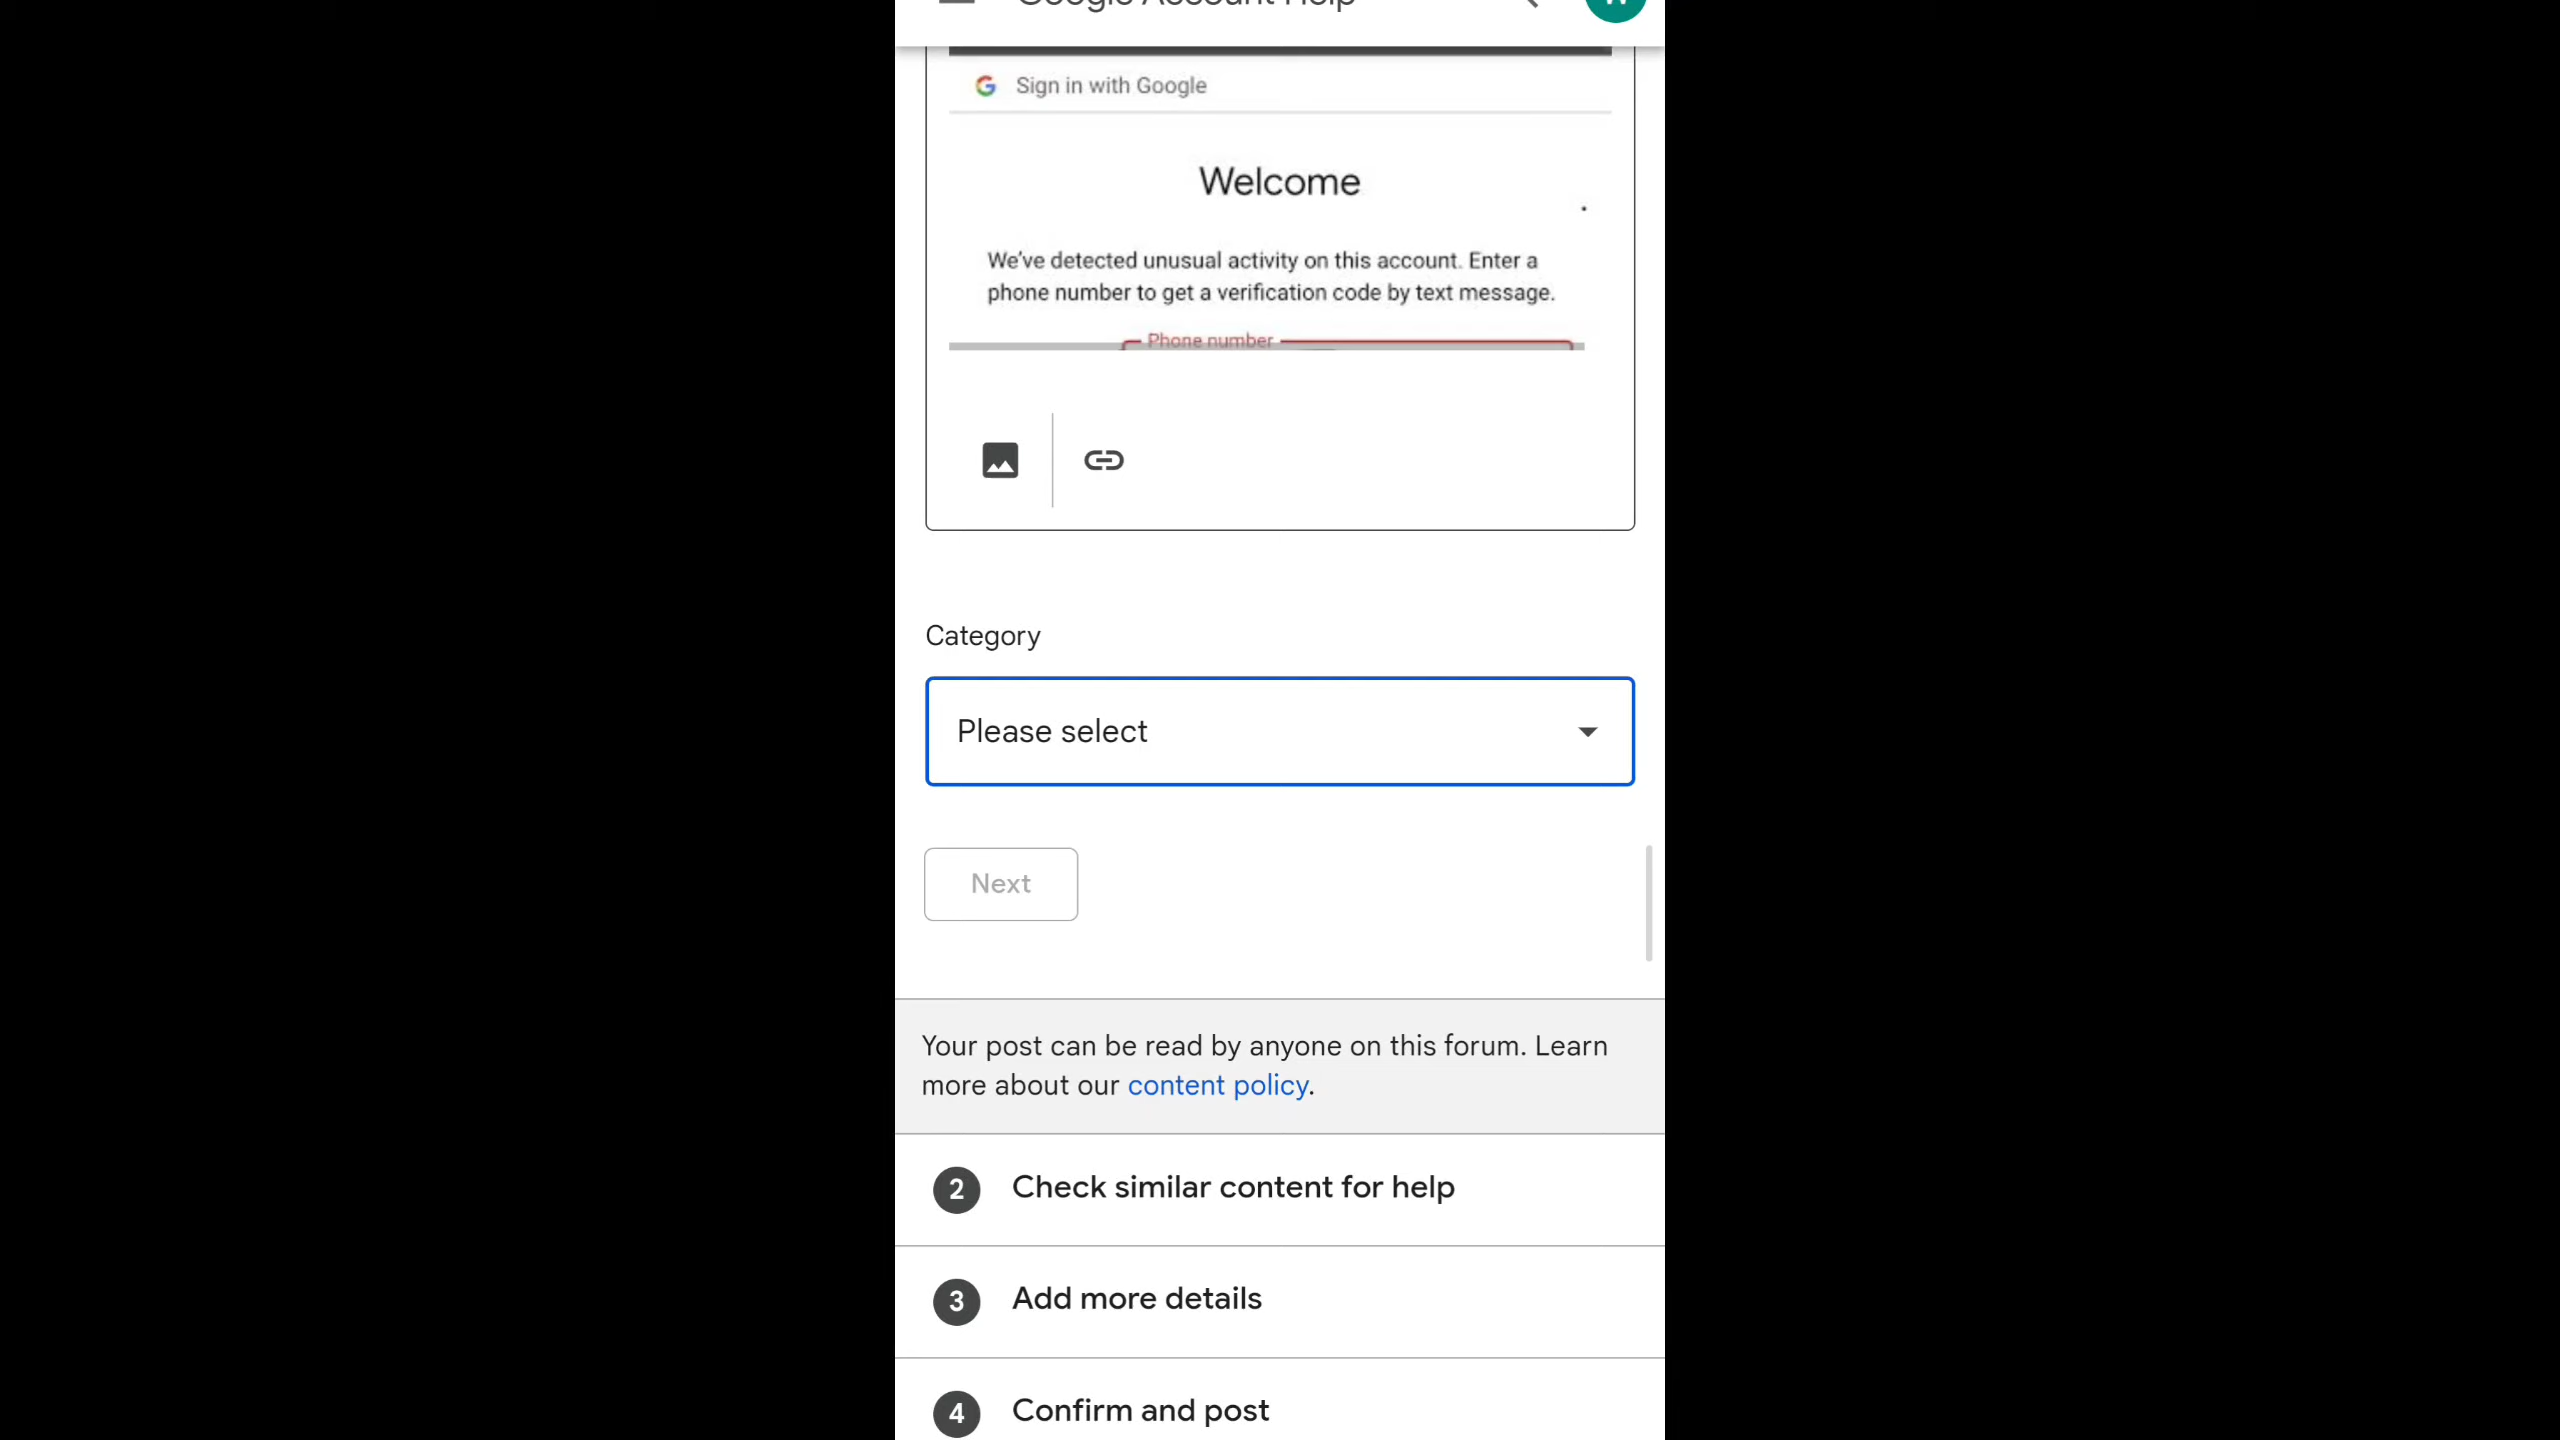 Google Account Help
Sign in with Google
Welcome
We've detected unusual activity on this account. Enter a
phone number to get a verification code by text message.
Phone number
Category
Please select
Next
Your post can be read by anyone on this forum. Learn
more about our content policy.
2 Check similar content for help
3 Add more details
4 Confirm and post